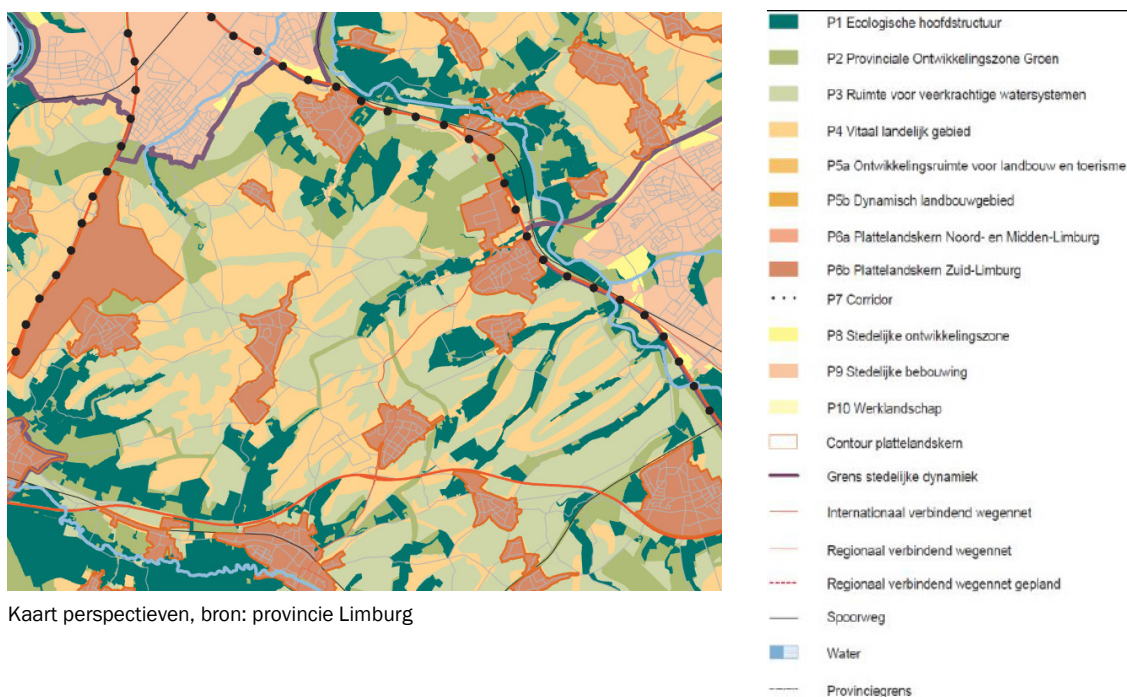 P1 Ecologische hoofdstructuur
P2 Provinciale Ontwikkelingszone Groen
P3 Ruimte voor veerkrachtige watersystemen
P4 Vitaal landelijk gebied
P5a Ontwikkelingsruimte voor landbouw en toerisme
P5b Dynamisch landbouwgebied
P6a Plattelandskern Noord- en Midden-Limburg
P6b Plattelandskern Zuid-Limburg
P7 Corridor
P8 Stedelijke ontwikkelingszone
P9 Stedelijke bebouwing
P10 Werklandschap
Contour plattelandskern
Grens stedelijke dynamiek
Internationaal verbindend wegennet
Regionaal verbindend wegennet
Regionaal verbindend wegennet gepland
Spoorweg
Water
Provinciegrens
Kaart perspectieven, bron: provincie Limburg